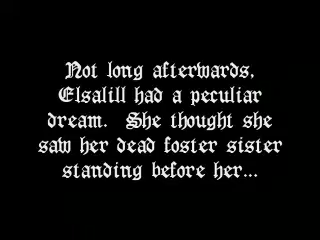 Not long afterwards,
Elsalill had a peculiar
dream. She thought she
saw her dead foster sister
standing before her...